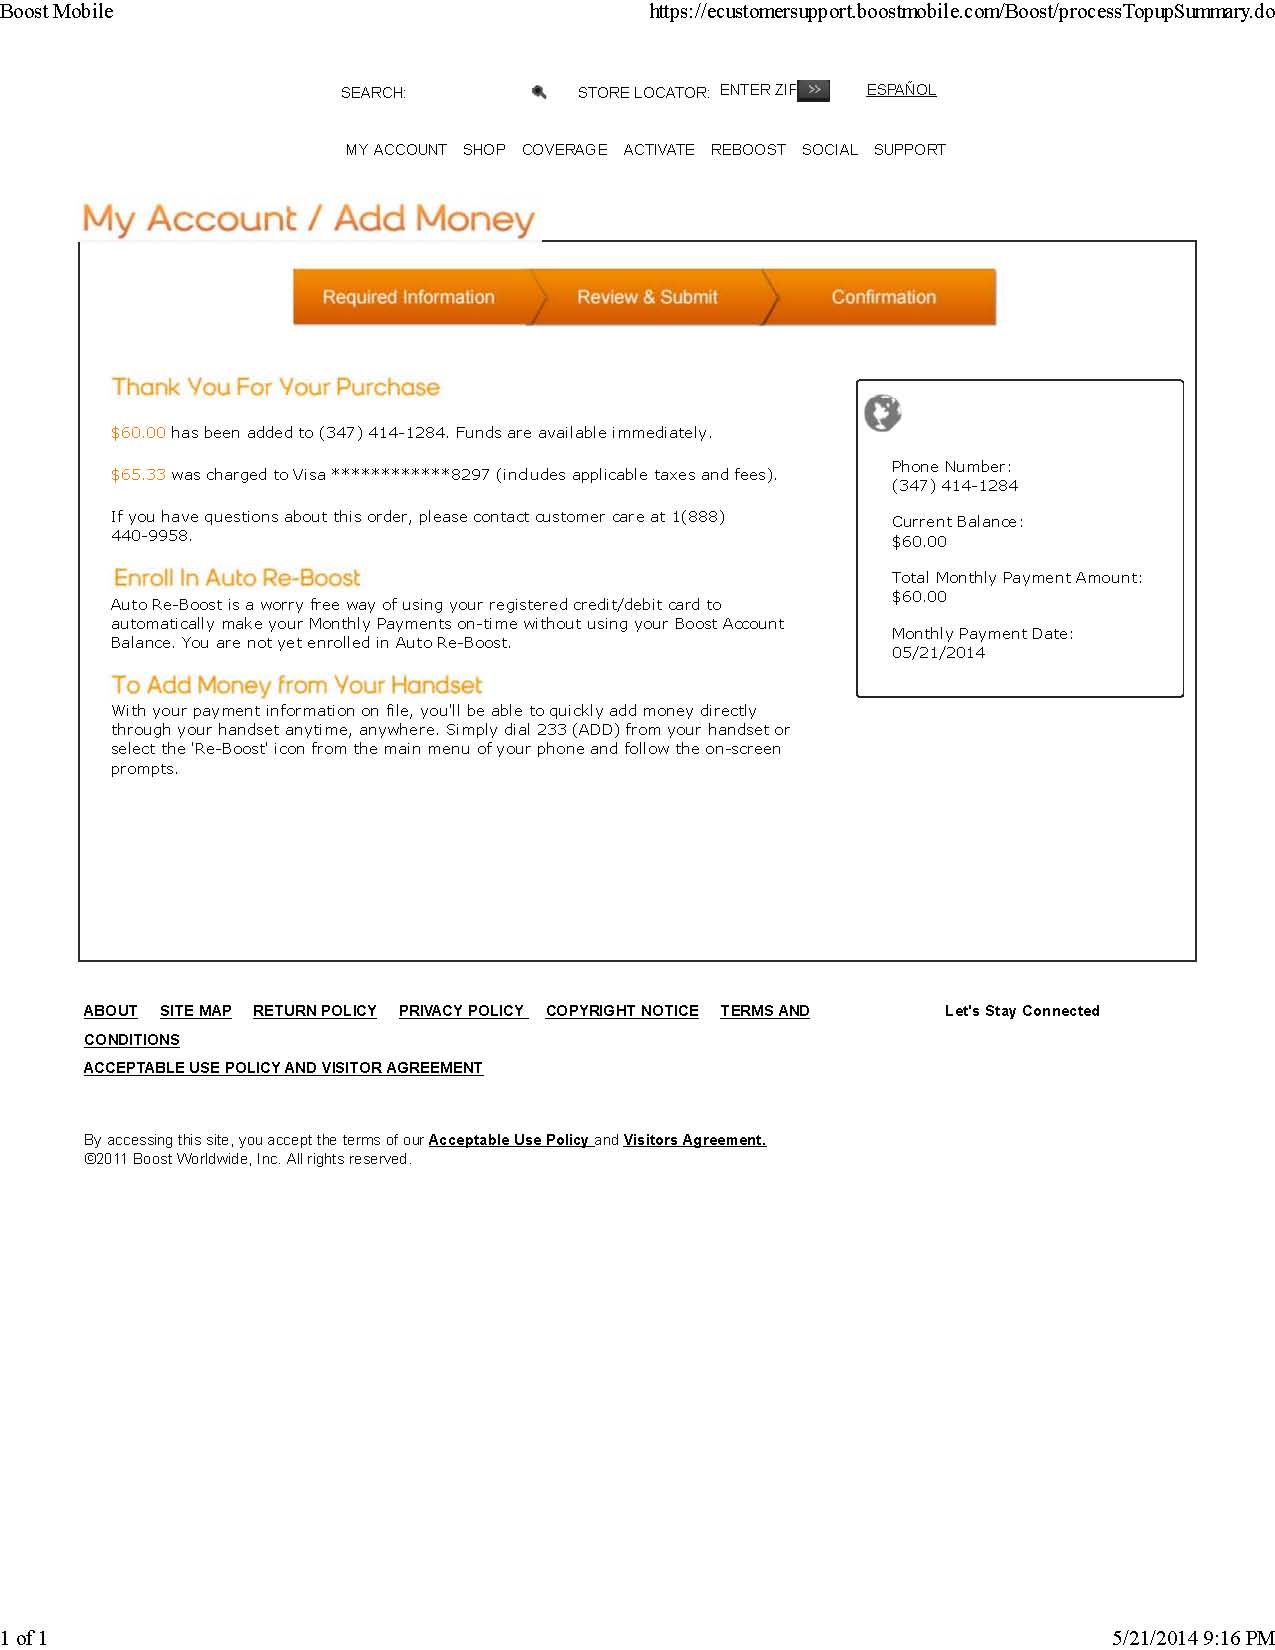 Boost Mobile https://ecustomersupport.boostmobile.com/Boost/processTopupSummary.do
SEARCH: STORE LOCATOR: ENTER ZIP >> ESPAÑOL
MY ACCOUNT SHOP COVERAGE ACTIVATE REBOOST SOCIAL SUPPORT
My Account / Add Money
Required Information Review & Submit Confirmation
Thank You For Your Purchase
$60.00 has been added to (347) 414-1284. Funds are available immediately.
$65.33 was charged to Visa ************8297 (includes applicable taxes and fees).
If you have questions about this order, please contact customer care at 1(888)
440-9958.
Enroll In Auto Re-Boost
Auto Re-Boost is a worry free way of using your registered credit/debit card to
automatically make your Monthly Payments on-time without using your Boost Account
Balance. You are not yet enrolled in Auto Re-Boost.
To Add Money from Your Handset
With your payment information on file, you'll be able to quickly add money directly
through your handset anytime, anywhere. Simply dial 233 (ADD) from your handset or
select the 'Re-Boost' icon from the main menu of your phone and follow the on-screen
prompts.
Phone Number:
(347) 414-1284
Current Balance:
$60.00
Total Monthly Payment Amount:
$60.00
Monthly Payment Date:
05/21/2014
ABOUT SITE MAP RETURN POLICY PRIVACY POLICY COPYRIGHT NOTICE TERMS AND
CONDITIONS
ACCEPTABLE USE POLICY AND VISITOR AGREEMENT
Let's Stay Connected
By accessing this site, you accept the terms of our Acceptable Use Policy and Visitors Agreement.
©2011 Boost Worldwide, Inc. All rights reserved.
1 of 1 5/21/2014 9:16 PM